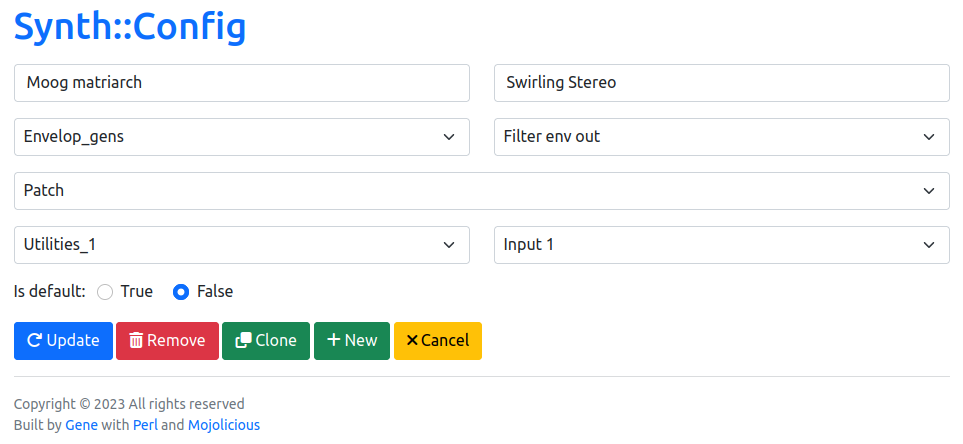 Synth::Config
Moog matriarch Swirling Stereo
Envelop_gens Filter env out
Patch
Utilities_1 Input 1
Is default: True False
Update Remove Clone New Cancel
Copyright © 2023 All rights reserved
Built by Gene with Perl and Mojolicious